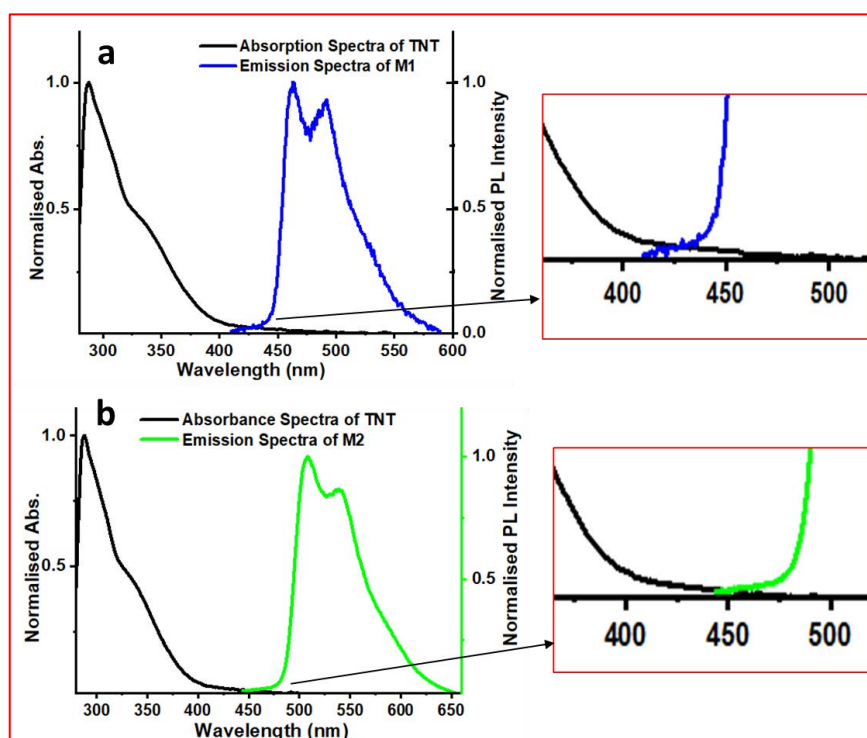 a
Absorption Spectra of TNT
Emission Spectra of M1
1.0
0.5
Normalised Abs.
1.0
0.5
0.0
Normalised PL Intensity
300 350 400 450 500 550 600
Wavelength (nm)
400 450 500
b
Absorbance Spectra of TNT
Emission Spectra of M2
1.0
0.5
Normalised Abs.
1.0
0.5
Normalised PL Intensity
300 350 400 450 500 550 600 650
Wavelength (nm)
400 450 500